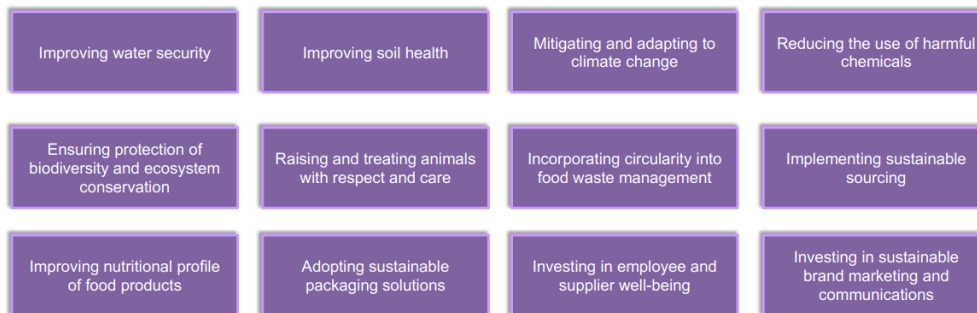 Improving water security
Improving soil health
Mitigating and adapting to
climate change
Reducing the use of harmful
chemicals
Ensuring protection of
biodiversity and ecosystem
conservation
Raising and treating animals
with respect and care
Incorporating circularity into
food waste management
Implementing sustainable
sourcing
Improving nutritional profile
of food products
Adopting sustainable
packaging solutions
Investing in employee and
supplier well-being
Investing in sustainable
brand marketing and
communications